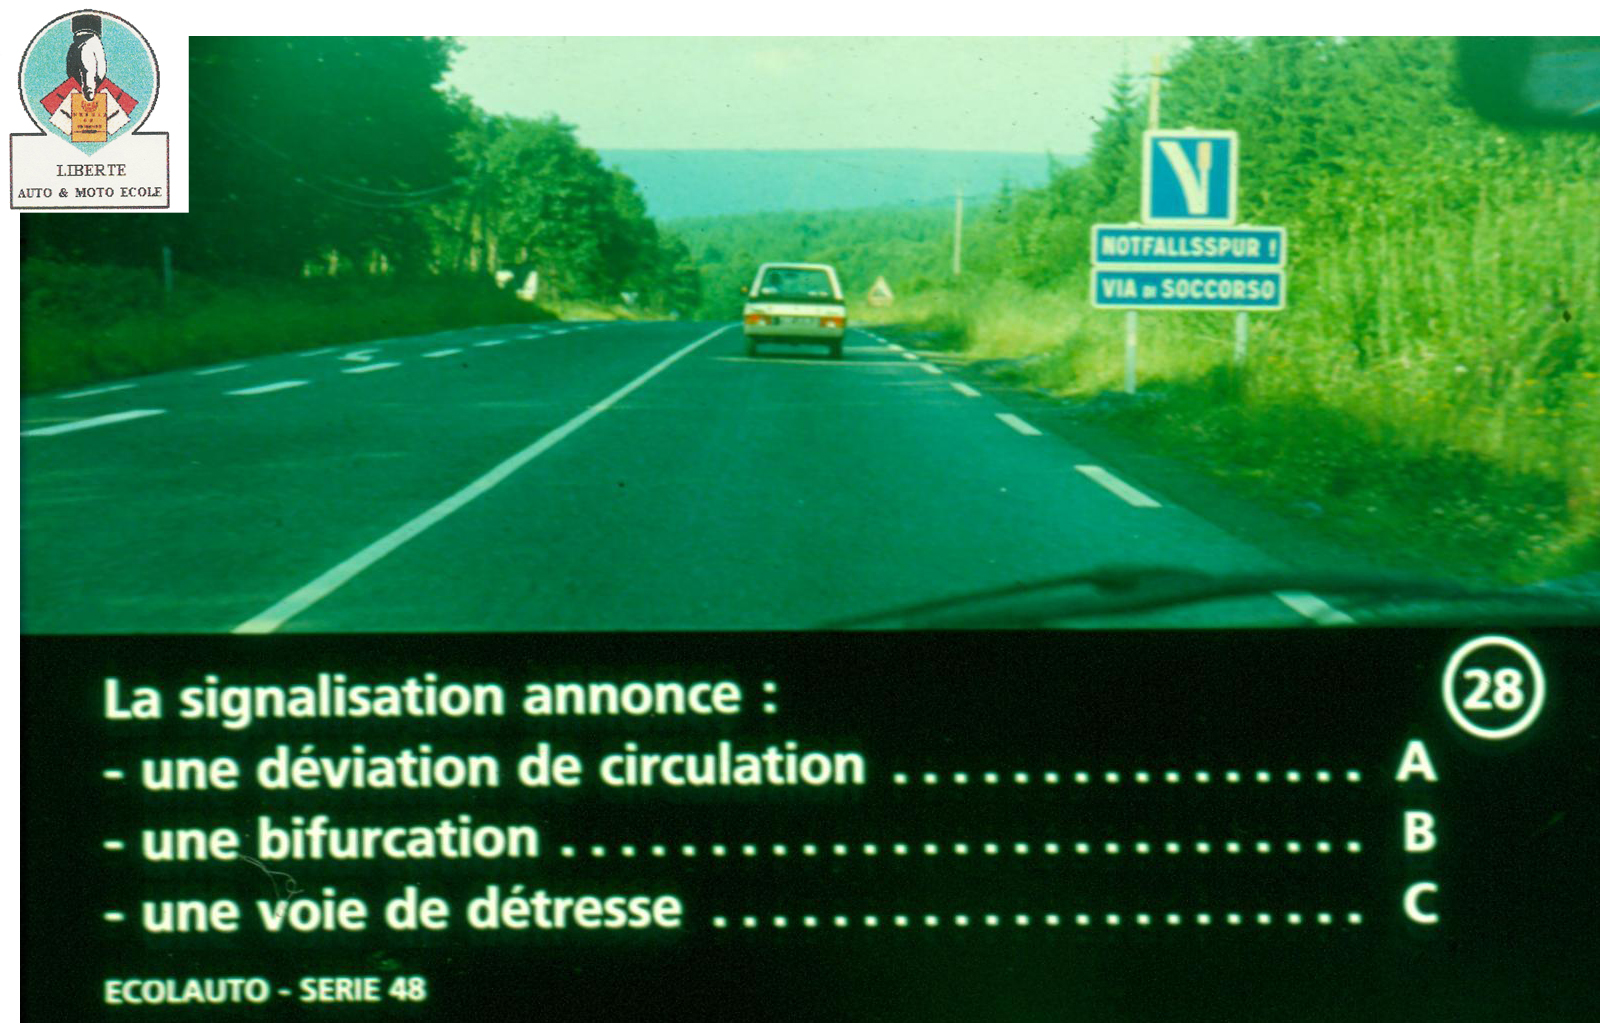 LIBERTE
AUTO & MOTO ECOLE
NOTFALLSSPUR !
VIA DI SOCCORSO
La signalisation annonce :
28
- une déviation de circulation ................ A
- une bifurcation ........................... B
- une voie de détresse ...................... C
ECOLAUTO - SERIE 48